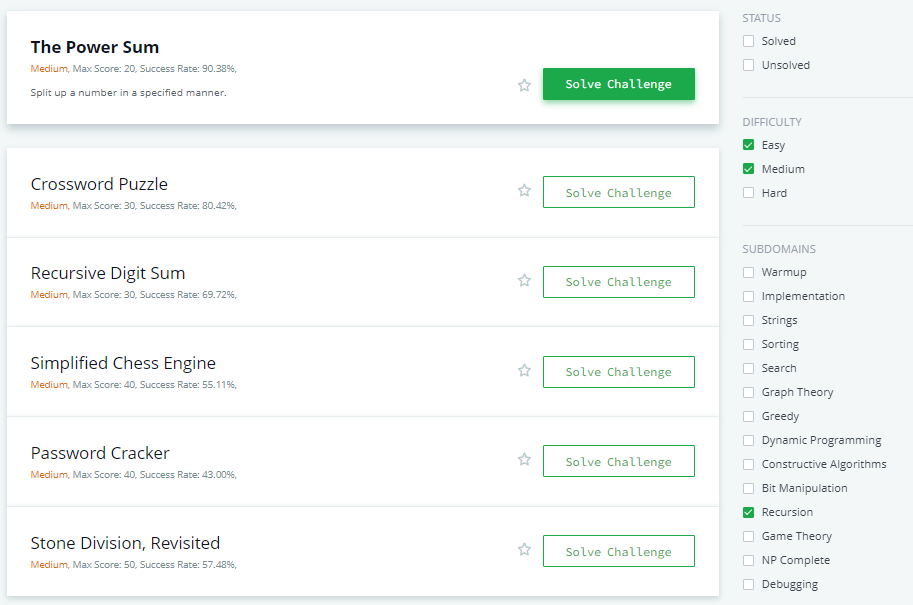 The Power Sum
Medium, Max Score: 20, Success Rate: 90.38%,
Split up a number in a specified manner.
Solve Challenge
Crossword Puzzle
Medium, Max Score: 30, Success Rate: 80.42%,
Solve Challenge
Recursive Digit Sum
Medium, Max Score: 30, Success Rate: 69.72%,
Solve Challenge
Simplified Chess Engine
Medium, Max Score: 40, Success Rate: 55.11%,
Solve Challenge
Password Cracker
Medium, Max Score: 40, Success Rate: 43.00%,
Solve Challenge
Stone Division, Revisited
Medium, Max Score: 50, Success Rate: 57.48%,
Solve Challenge
STATUS
Solved
Unsolved
DIFFICULTY
Easy
Medium
Hard
SUBDOMAINS
Warmup
Implementation
Strings
Sorting
Search
Graph Theory
Greedy
Dynamic Programming
Constructive Algorithms
Bit Manipulation
Recursion
Game Theory
NP Complete
Debugging